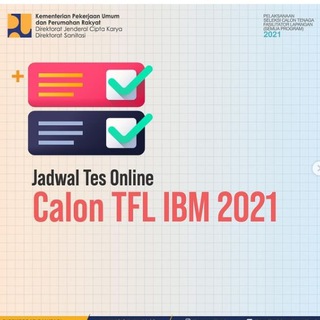 Kementerian Pekerjaan Umum
dan Perumahan Rakyat
Direktorat Jenderal Cipta Karya
Direktorat Sanitasi
PELAKSANAAN
SELEKSI CALON TENAGA
FASILITATOR LAPANGAN
(SEMUA PROGRAM)
2021
Jadwal Tes Online
Calon TFL IBM 2021